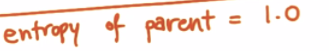 entropy of parent = 1.0